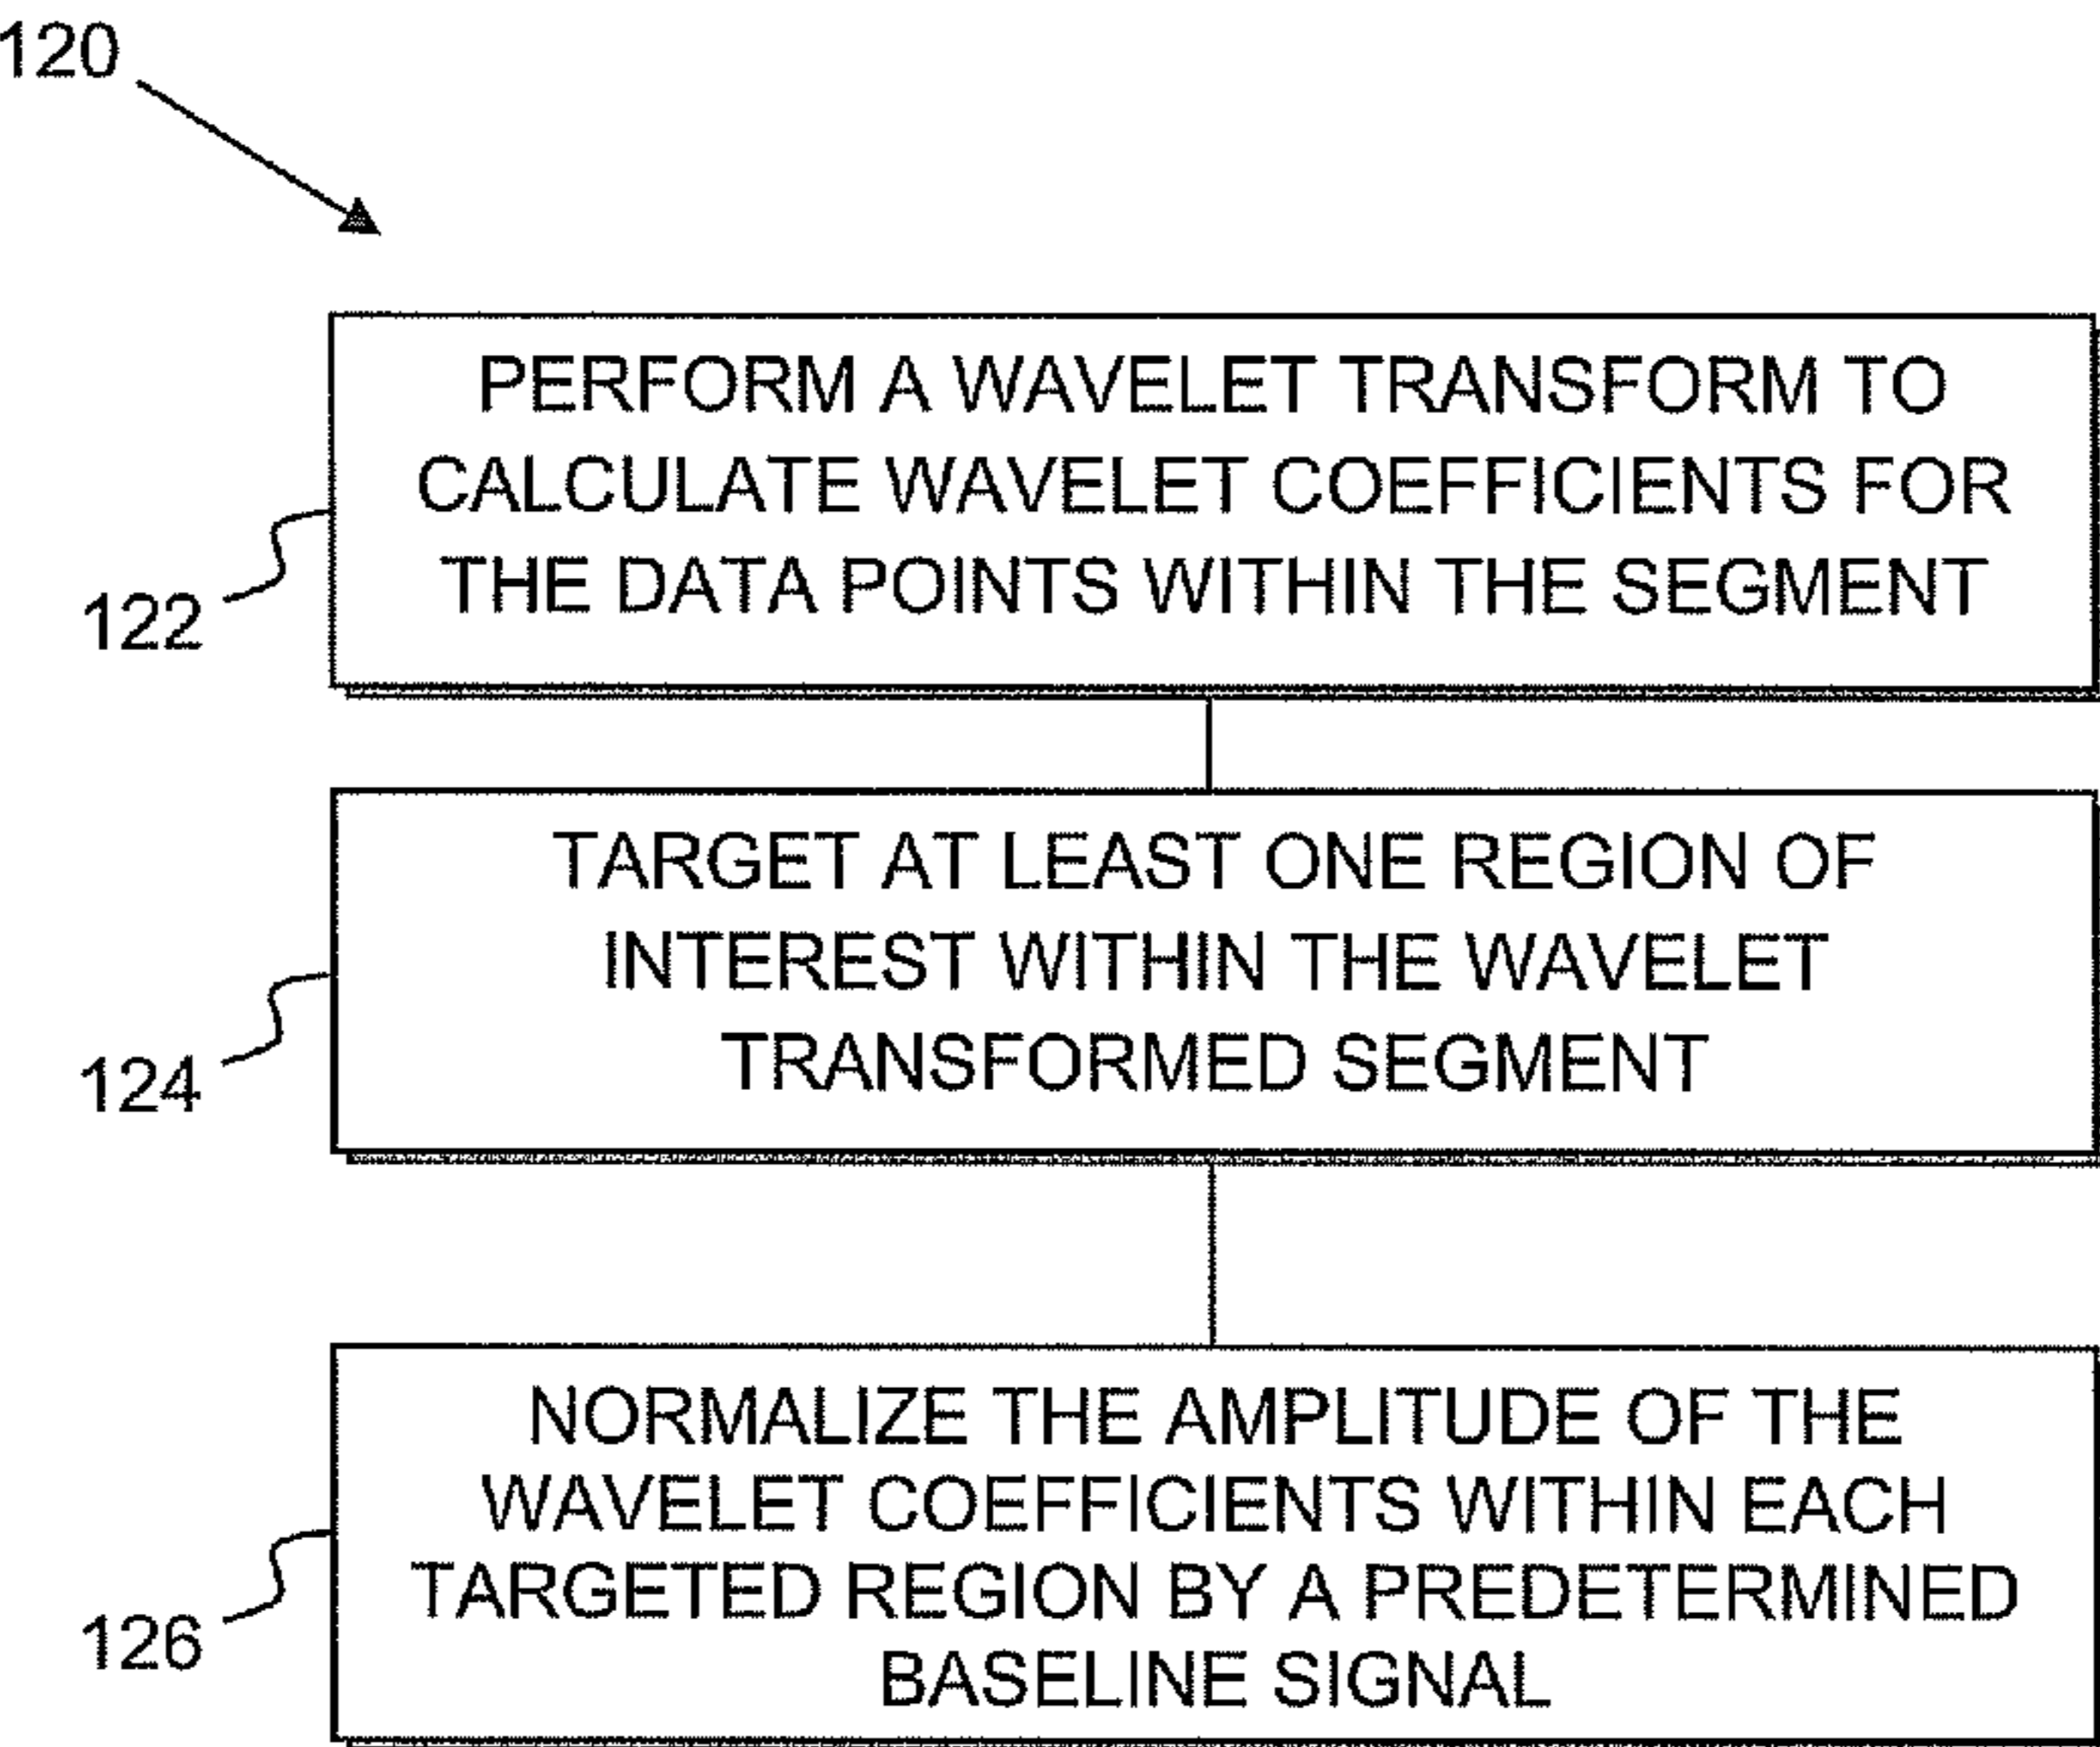 120
PERFORM A WAVELET TRANSFORM TO
CALCULATE WAVELET COEFFICIENTS FOR
THE DATA POINTS WITHIN THE SEGMENT
122
TARGET AT LEAST ONE REGION OF
INTEREST WITHIN THE WAVELET
TRANSFORMED SEGMENT
124
NORMALIZE THE AMPLITUDE OF THE
WAVELET COEFFICIENTS WITHIN EACH
TARGETED REGION BY A PREDETERMINED
BASELINE SIGNAL
126